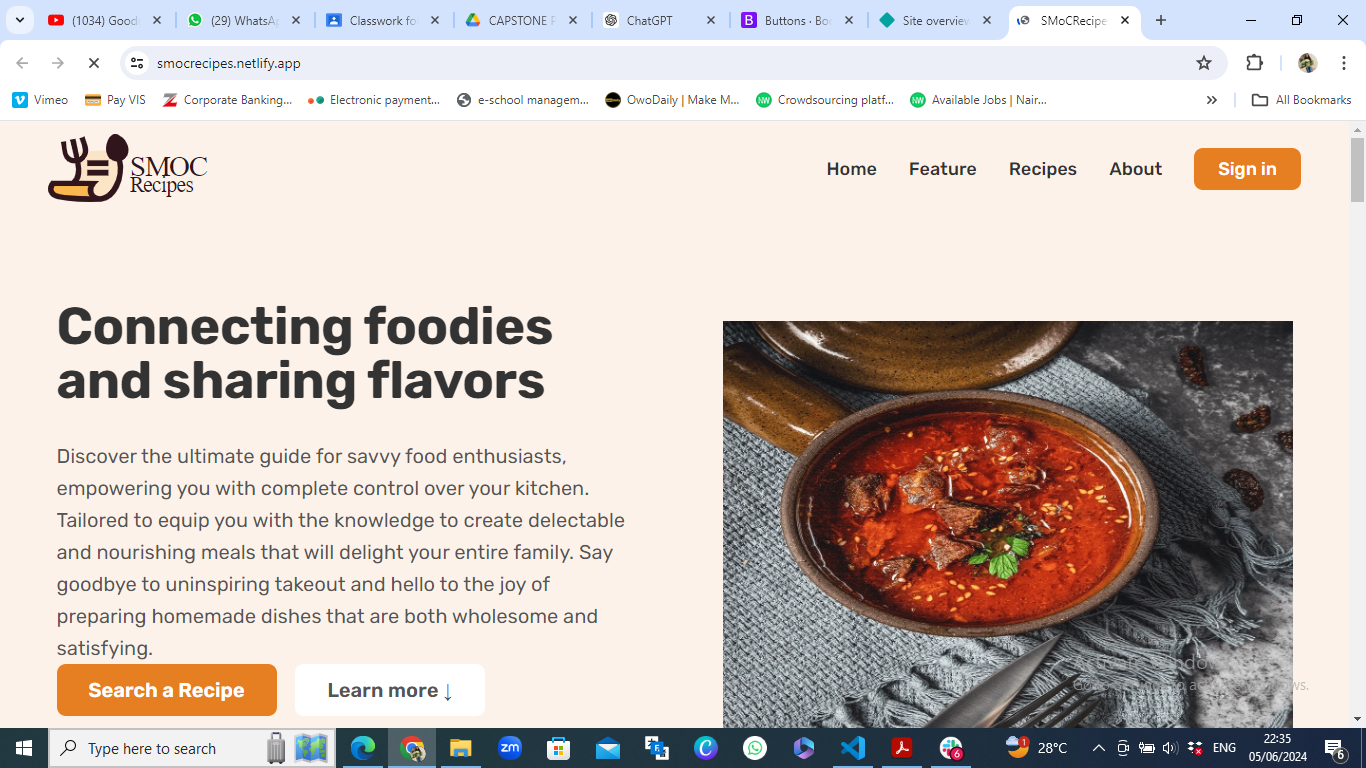 (1034) Good
(29) WhatsA
Classwork fo
CAPSTONE P
ChatGPT
Buttons · Boo
Site overview
SMoCRecipe
smocrecipes.netlify.app
Vimeo
Pay VIS
Corporate Banking...
Electronic payment...
e-school managem...
OwoDaily | Make M...
Crowdsourcing platf...
Available Jobs | Nair...
All Bookmarks
SMOC
Recipes
Home
Feature
Recipes
About
Sign in
Connecting foodies
and sharing flavors
Discover the ultimate guide for savvy food enthusiasts,
empowering you with complete control over your kitchen.
Tailored to equip you with the knowledge to create delectable
and nourishing meals that will delight your entire family. Say
goodbye to uninspiring takeout and hello to the joy of
preparing homemade dishes that are both wholesome and
satisfying.
Search a Recipe
Learn more ↓
Type here to search
zm
28°C
ENG
22:35
05/06/2024
6